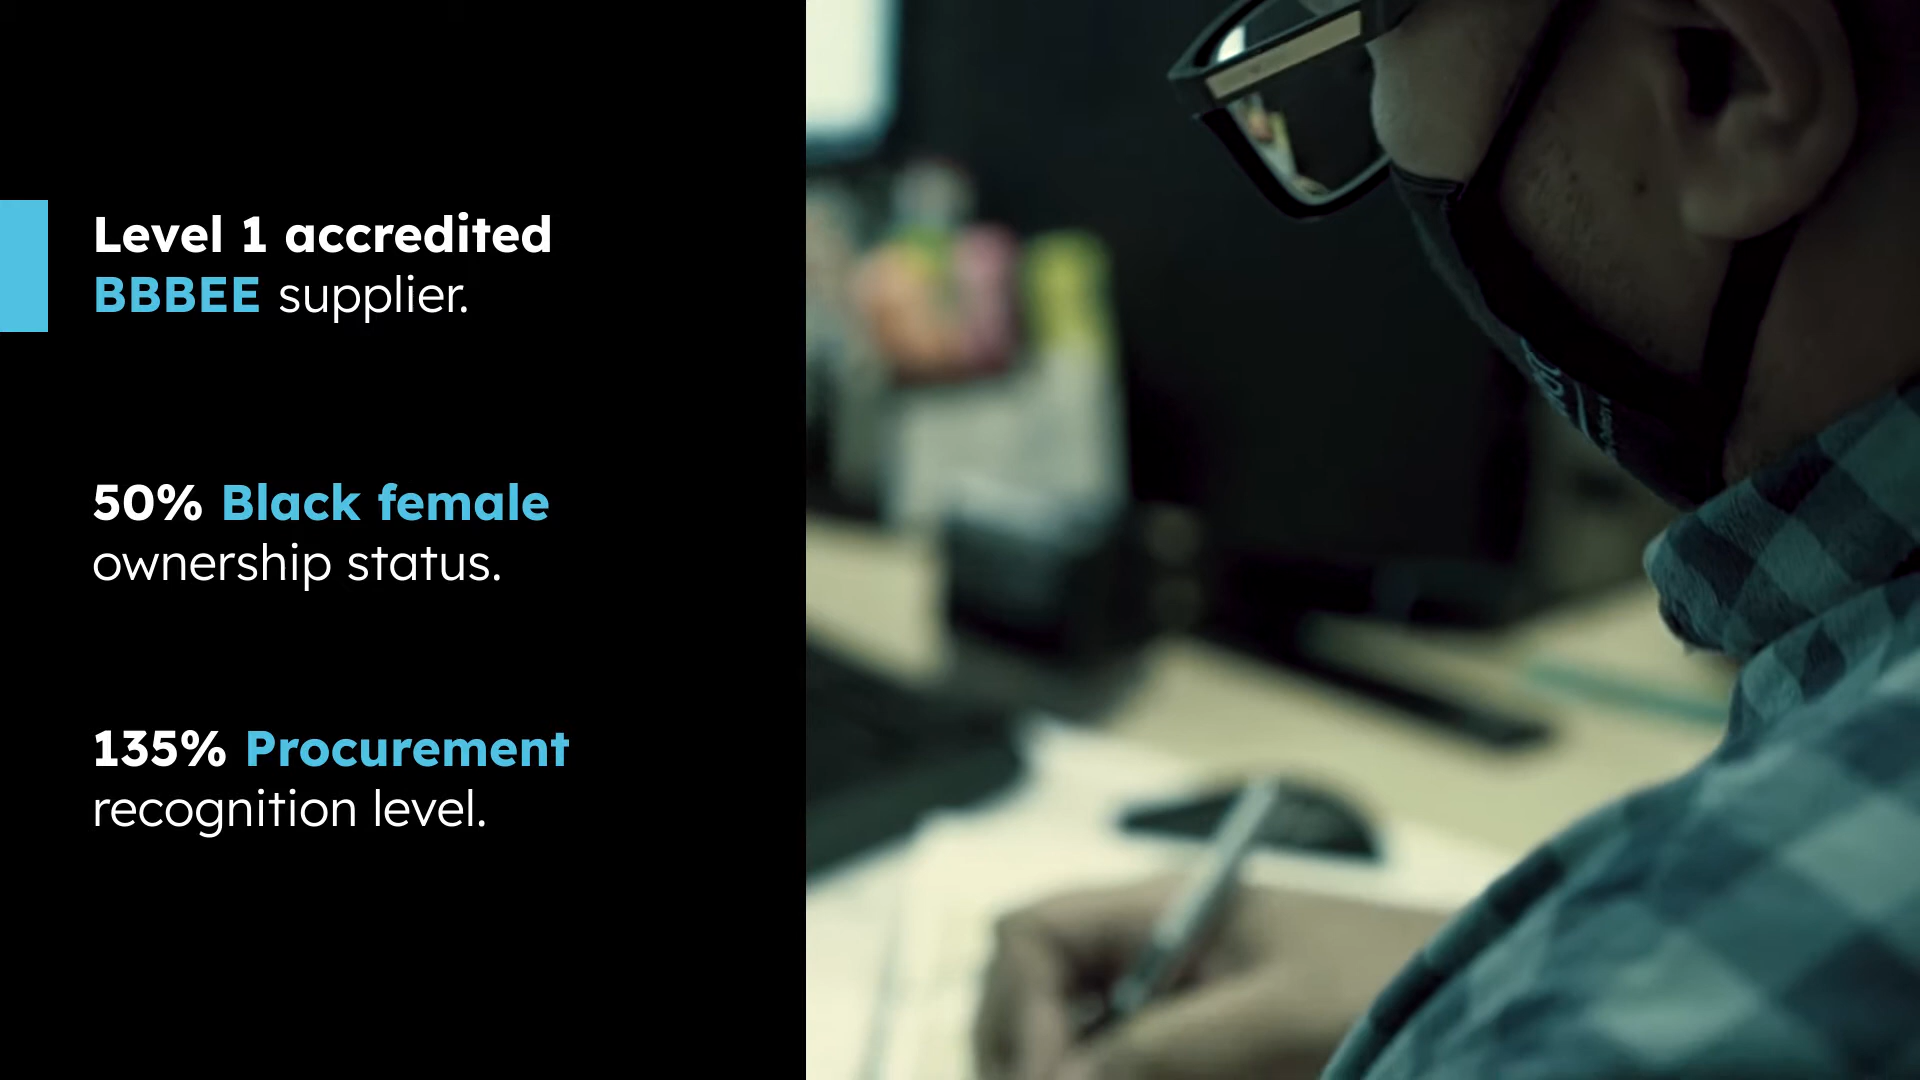 Level 1 accredited
BBBEE supplier.
50% Black female
ownership status.
135% Procurement
recognition level.